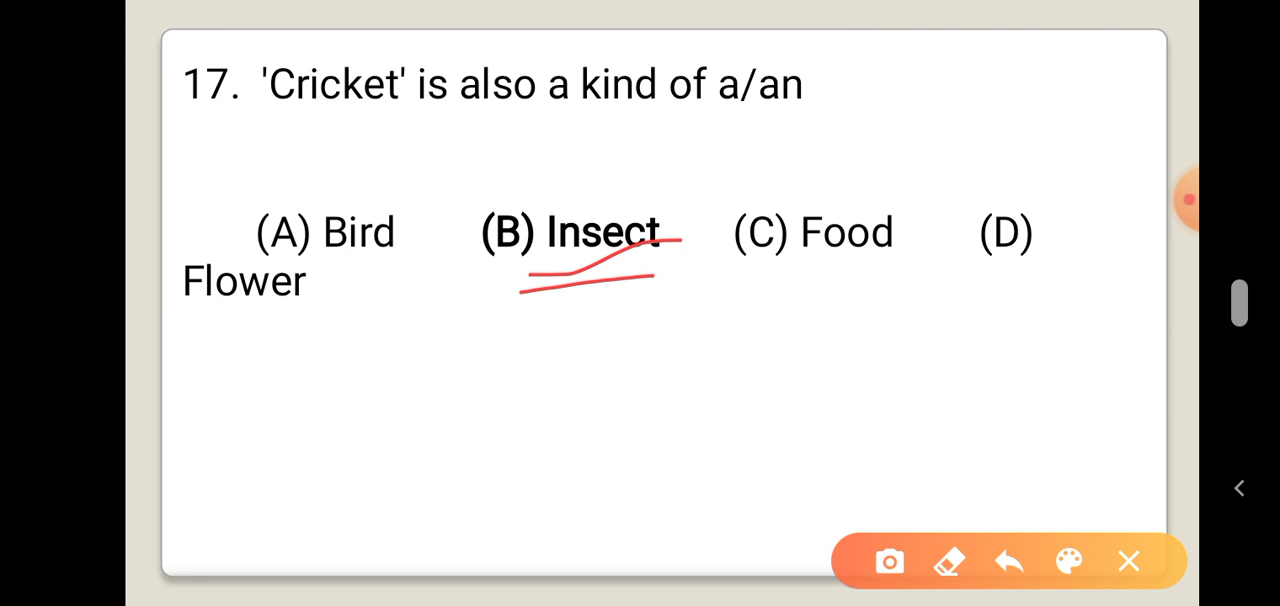 17. 'Cricket' is also a kind of a/an
(A) Bird (B) Insect (C) Food (D)
Flower